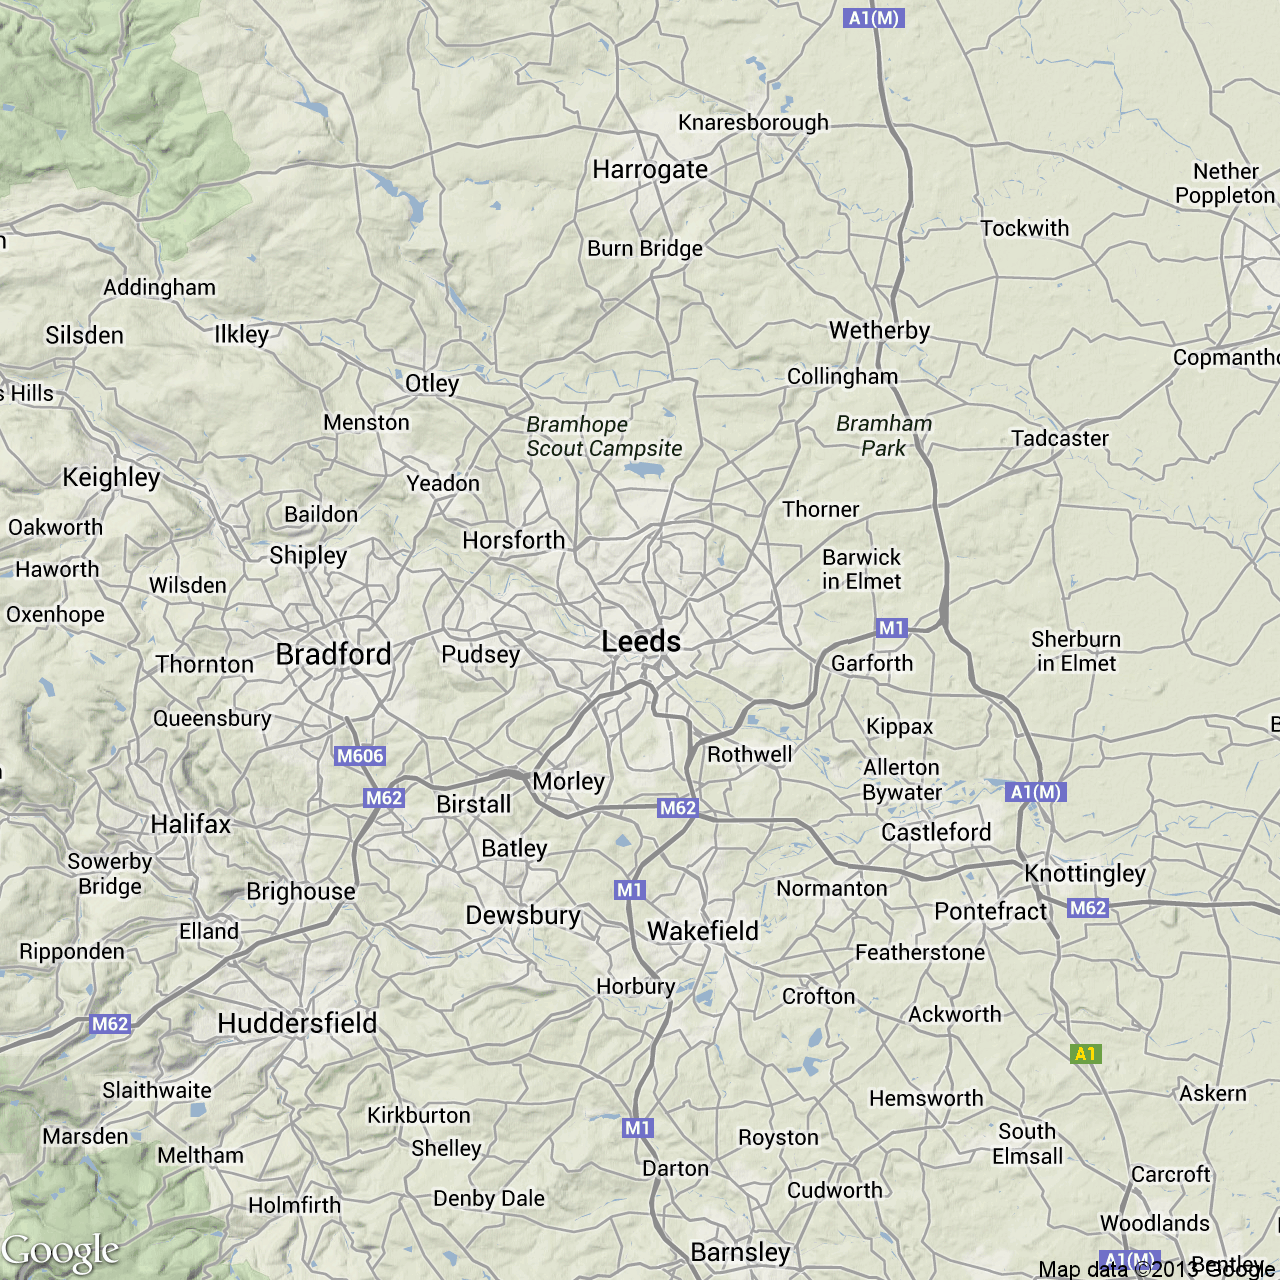 A1(M)
Knaresborough
Harrogate
Nether
Poppleton
Tockwith
Burn Bridge
Addingham
Silsden
Ilkley
Wetherby
Copmantho
Collingham
Otley
s Hills
Menston
Bramhope
Scout Campsite
Bramham
Park
Tadcaster
Keighley
Yeadon
Thorner
Baildon
Oakworth
Horsforth
Shipley
Barwick
in Elmet
Haworth
Wilsden
Oxenhope
M1
Leeds
Sherburn
in Elmet
Bradford
Pudsey
Thornton
Garforth
Queensbury
Kippax
M606
Rothwell
Allerton
Bywater
Morley
A1(M)
M62
Birstall
M62
Halifax
Castleford
Batley
Sowerby
Bridge
Knottingley
Brighouse
M1
Normanton
Dewsbury
Pontefract
M62
Elland
Wakefield
Ripponden
Featherstone
Horbury
Crofton
Ackworth
M62
Huddersfield
A1
Slaithwaite
Hemsworth
Askern
Kirkburton
M1
Marsden
Shelley
Royston
South
Elmsall
Meltham
Darton
Carcroft
Cudworth
Holmfirth
Denby Dale
Woodlands
Google
Barnsley
A1(M)
Bentley
Map data ©2013 Google